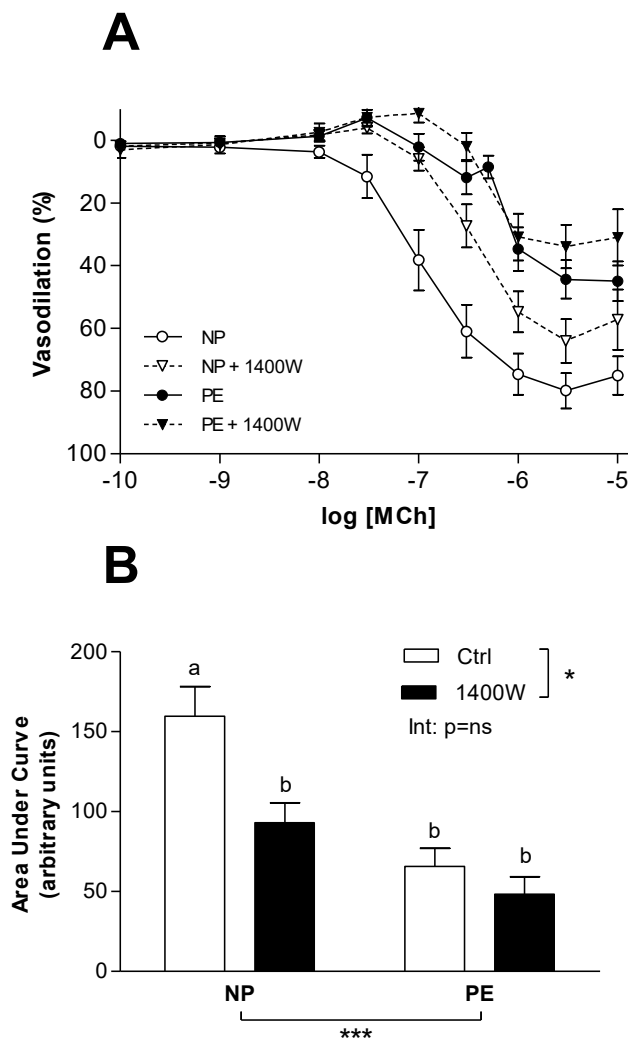 A
0
20
40
60
80
100
Vasodilation (%)
NP
NP + 1400W
PE
PE + 1400W
-10 -9 -8 -7 -6 -5
log [MCh]
B
200
150
100
50
0
Area Under Curve
(arbitrary units)
a
b
b
b
Ctrl
1400W
*
Int: p=ns
NP PE
***